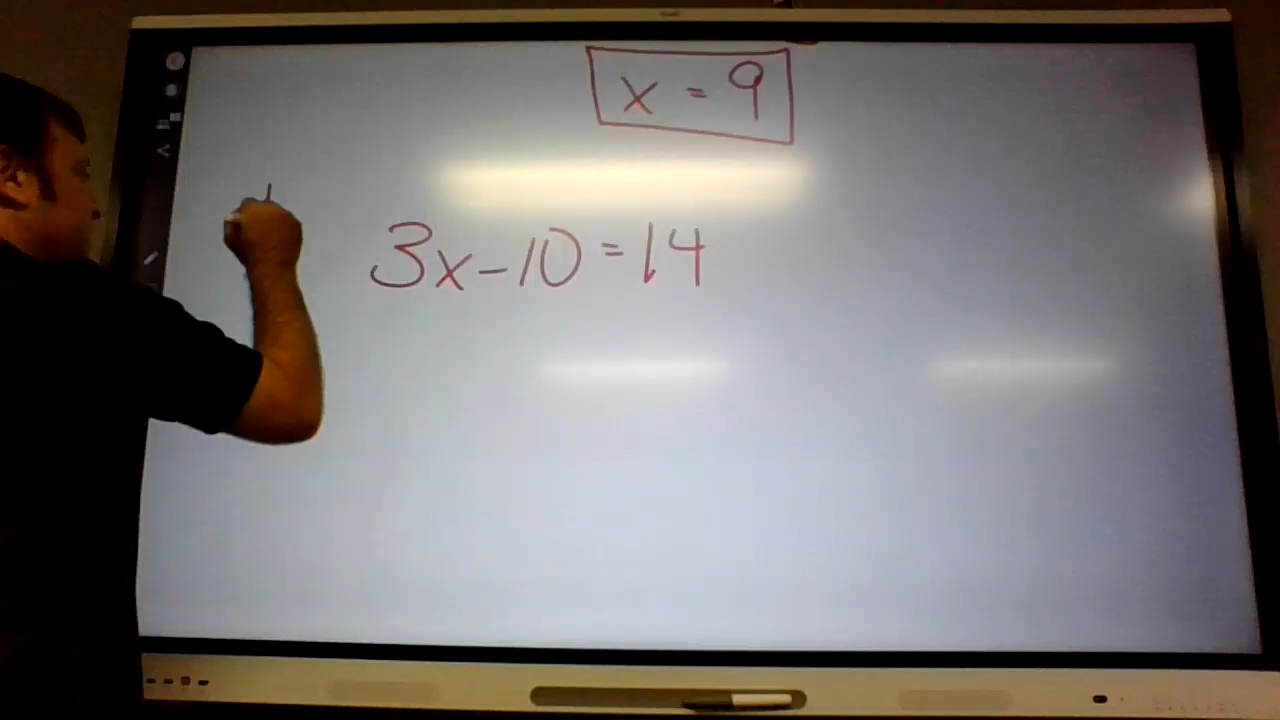 x = 9
3x-10=14